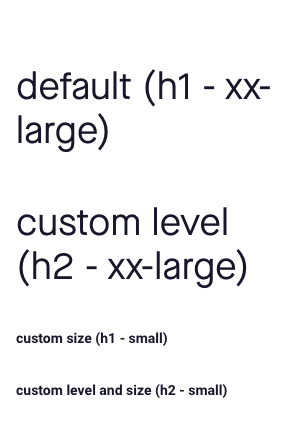 default (h1 - xx-
large)
custom level
(h2 - xx-large)
custom size (h1 - small)
custom level and size (h2 - small)